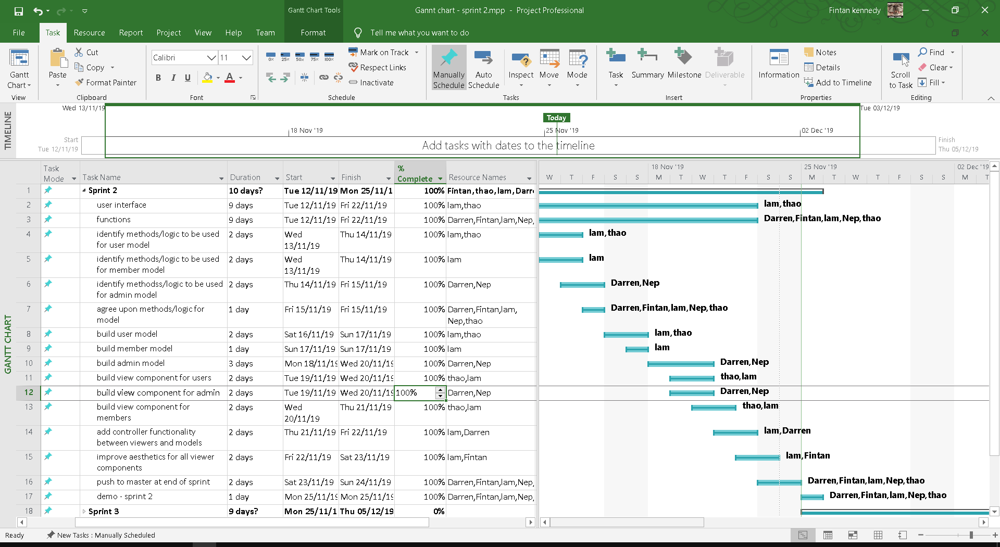 Gantt Chart Tools
Gannt chart - sprint 2.mpp - Project Professional
Fintan kennedy
File Task Resource Report Project View Help Team Format Tell me what you want to do
Gantt Chart
View
Paste
Cut
Copy
Format Painter
Clipboard
Calibri 11
B I U A
Font
0% 25% 50% 75% 100%
Mark on Track
Respect Links
Inactivate
Schedule
Manually Schedule
Auto Schedule
Inspect
Move
Mode
Tasks
Task
Summary
Milestone
Deliverable
Insert
Information
Notes
Details
Add to Timeline
Properties
Scroll to Task
Find
Clear
Fill
Editing
TIMELINE
Wed 13/11/19
Tue 03/12/19
Today
18 Nov '19 25 Nov '19 02 Dec '19
Start
Tue 12/11/19
Add tasks with dates to the timeline
Finish
Thu 05/12/19
GANTT CHART
Task Mode Task Name Duration Start Finish % Complete Resource Names
18 Nov '19 25 Nov '19 02 Dec '19
W T F S S M T W T F S S M T W T F S S M T
1 Sprint 2 10 days? Tue 12/11/19 Mon 25/11/1 100% Fintan,thao,lam,Darr
2 user interface 9 days Tue 12/11/19 Fri 22/11/19 100% lam,thao
lam,thao
3 functions 9 days Tue 12/11/19 Fri 22/11/19 100% Darren,Fintan,lam,Nep,
Darren,Fintan,lam,Nep,thao
4 identify methods/logic to be used for user model 2 days Wed 13/11/19 Thu 14/11/19 100% lam,thao
lam,thao
5 identify methods/logic to be used for member model 2 days Wed 13/11/19 Thu 14/11/19 100% lam
lam
6 identify methodss/logic to be used for admin model 2 days Thu 14/11/19 Fri 15/11/19 100% Darren,Nep
Darren,Nep
7 agree upon methods/logic for model 1 day Fri 15/11/19 Fri 15/11/19 100% Darren,Fintan,lam, Nep,thao
Darren,Fintan,lam,Nep,thao
8 build user model 2 days Sat 16/11/19 Sun 17/11/19 100% lam,thao
lam,thao
9 build member model 1 day Sun 17/11/19 Sun 17/11/19 100% lam
lam
10 build admin model 3 days Mon 18/11/19 Wed 20/11/19 100% Darren,Nep
Darren,Nep
11 build view component for users 2 days Tue 19/11/19 Wed 20/11/19 100% thao,lam
thao,lam
12 build view component for admin 2 days Tue 19/11/19 Wed 20/11/19 100% Darren,Nep
Darren,Nep
13 build view component for members 2 days Wed 20/11/19 Thu 21/11/19 100% thao,lam
thao,lam
14 add controller functionality between viewers and models 2 days Thu 21/11/19 Fri 22/11/19 100% lam,Darren
lam,Darren
15 improve aesthetics for all viewer components 2 days Fri 22/11/19 Sat 23/11/19 100% lam,Fintan
lam,Fintan
16 push to master at end of sprint 2 days Sat 23/11/19 Sun 24/11/19 100% Darren,Fintan,lam,Nep,
Darren,Fintan,lam,Nep,thao
17 demo - sprint 2 1 day Mon 25/11/19 Mon 25/11/19 100% Darren,Fintan,lam,Nep,
Darren,Fintan,lam,Nep,thao
18 Sprint 3 9 days? Mon 25/11/1 Thu 05/12/19 0%
Ready New Tasks : Manually Scheduled